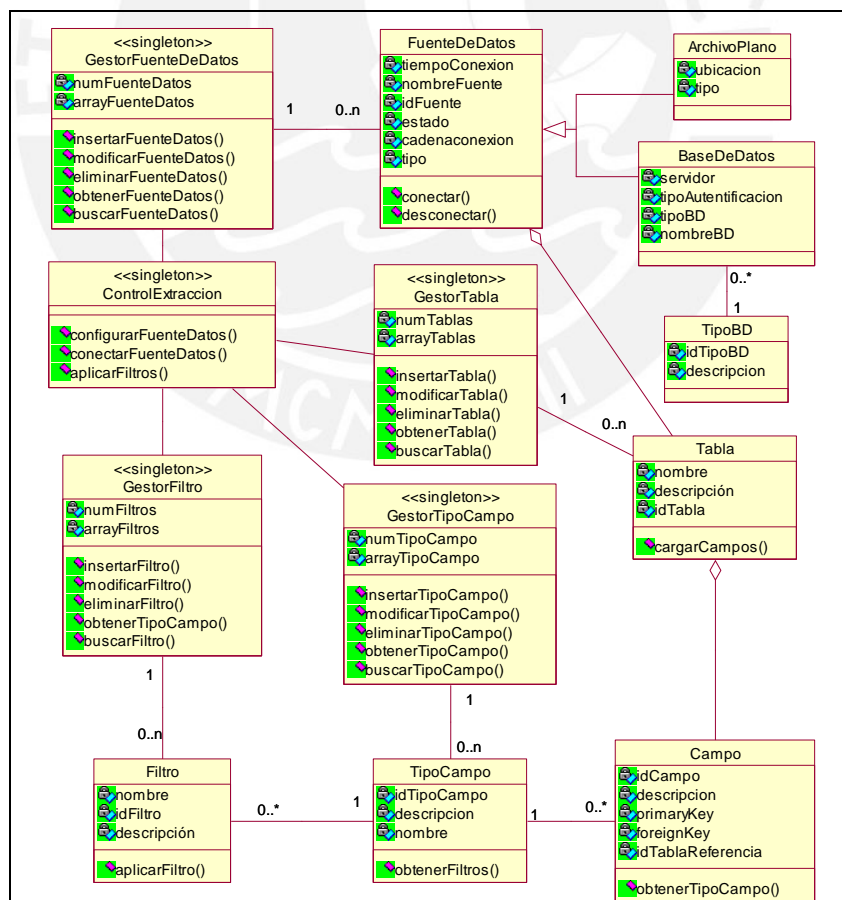 <<singleton>>
GestorFuenteDeDatos
numFuenteDatos
arrayFuenteDatos
insertarFuenteDatos()
modificarFuenteDatos()
eliminarFuenteDatos()
obtenerFuenteDatos()
buscarFuenteDatos()
1
0..n
FuenteDeDatos
tiempoConexion
nombreFuente
idFuente
estado
cadenaconexion
tipo
conectar()
desconectar()
ArchivoPlano
ubicacion
tipo
BaseDeDatos
servidor
tipoAutentificacion
tipoBD
nombreBD
0..*
1
TipoBD
idTipoBD
descripcion
<<singleton>>
ControlExtraccion
configurarFuenteDatos()
conectarFuenteDatos()
aplicarFiltros()
<<singleton>>
GestorTabla
numTablas
arrayTablas
insertarTabla()
modificarTabla()
eliminarTabla()
obtenerTabla()
buscarTabla()
1
0..n
Tabla
nombre
descripción
idTabla
cargarCampos()
<<singleton>>
GestorFiltro
numFiltros
arrayFiltros
insertarFiltro()
modificarFiltro()
eliminarFiltro()
obtenerTipoCampo()
buscarFiltro()
1
0..n
<<singleton>>
GestorTipoCampo
numTipoCampo
arrayTipoCampo
insertarTipoCampo()
modificarTipoCampo()
eliminarTipoCampo()
obtenerTipoCampo()
buscarTipoCampo()
1
0..n
Filtro
nombre
idFiltro
descripción
aplicarFiltro()
0..*
1
TipoCampo
idTipoCampo
descripcion
nombre
obtenerFiltros()
1
0..*
Campo
idCampo
descripcion
primaryKey
foreignKey
idTablaReferencia
obtenerTipoCampo()